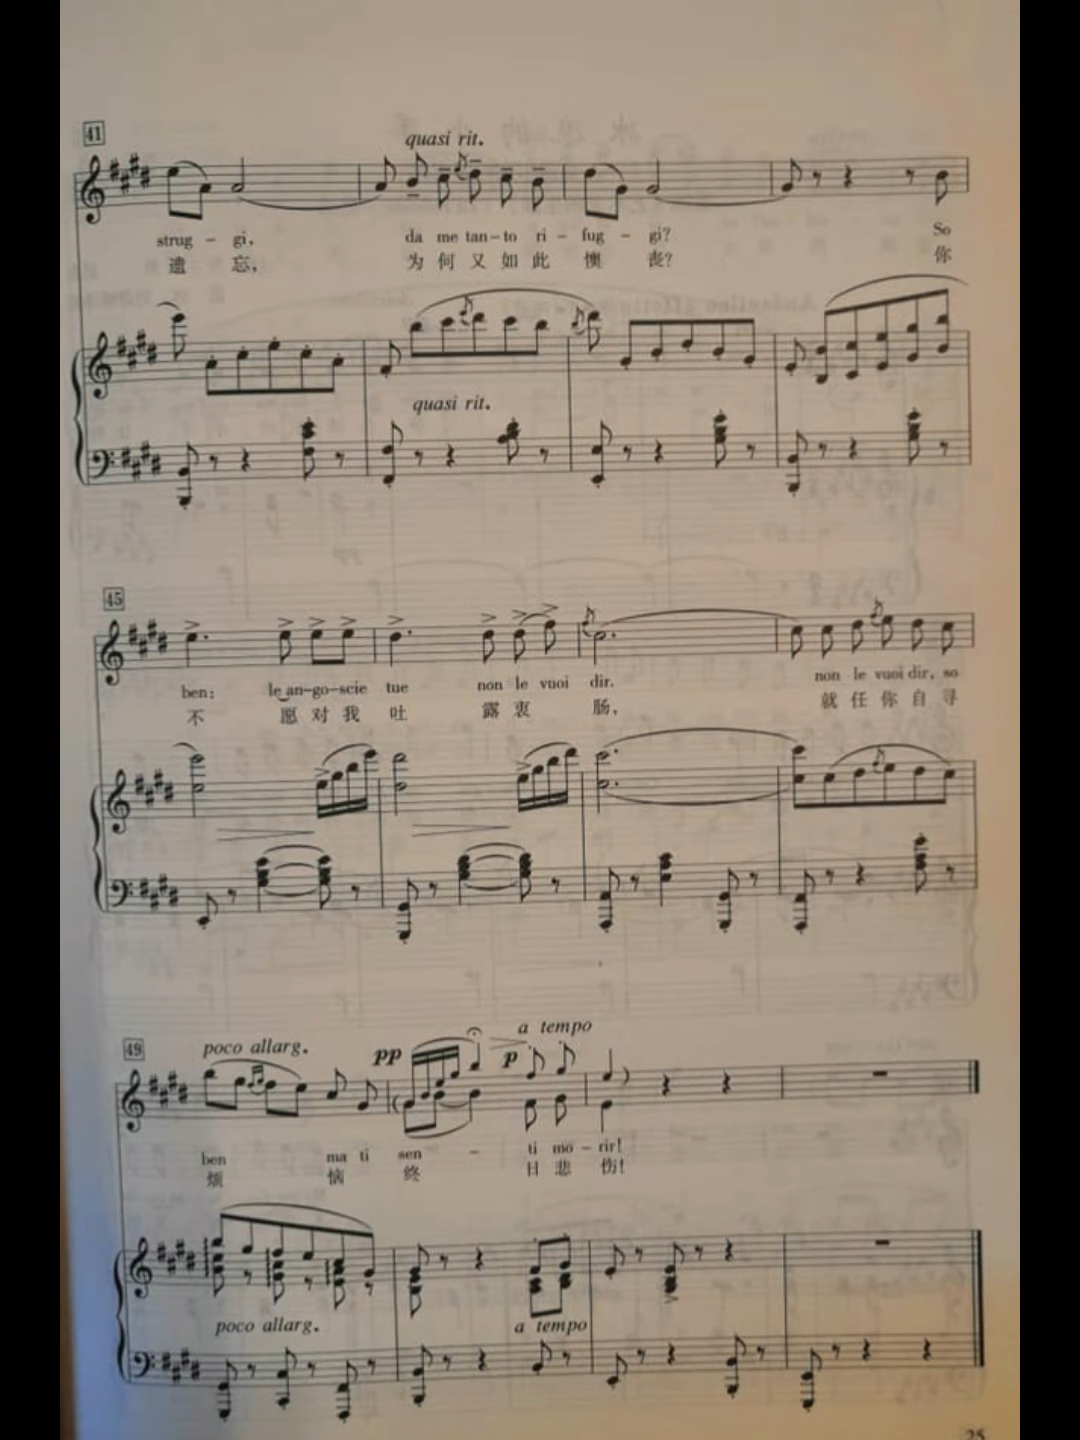 41
quasi rit.
strug - gi, da me tan-to ri - fug - gi? So
遗 忘, 为 何 又 如 此 懊 丧? 你
quasi rit.
45
ben; le an-go-scie tue non le vuoi dir. non le vuoi dir, so
不 愿 对 我 吐 露 衷 肠, 就 任 你 自 寻
49
poco allarg. pp a tempo
p
ben ma ti sen - ti mo - rir!
烦 恼 终 日 悲 伤!
poco allarg. a tempo
25